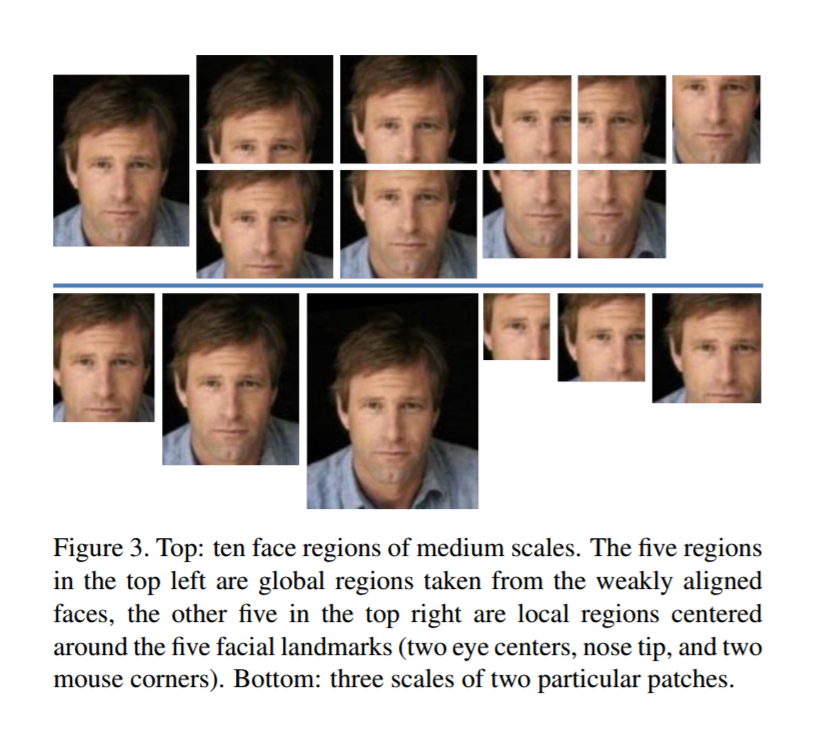 Figure 3. Top: ten face regions of medium scales. The five regions
in the top left are global regions taken from the weakly aligned
faces, the other five in the top right are local regions centered
around the five facial landmarks (two eye centers, nose tip, and two
mouse corners). Bottom: three scales of two particular patches.